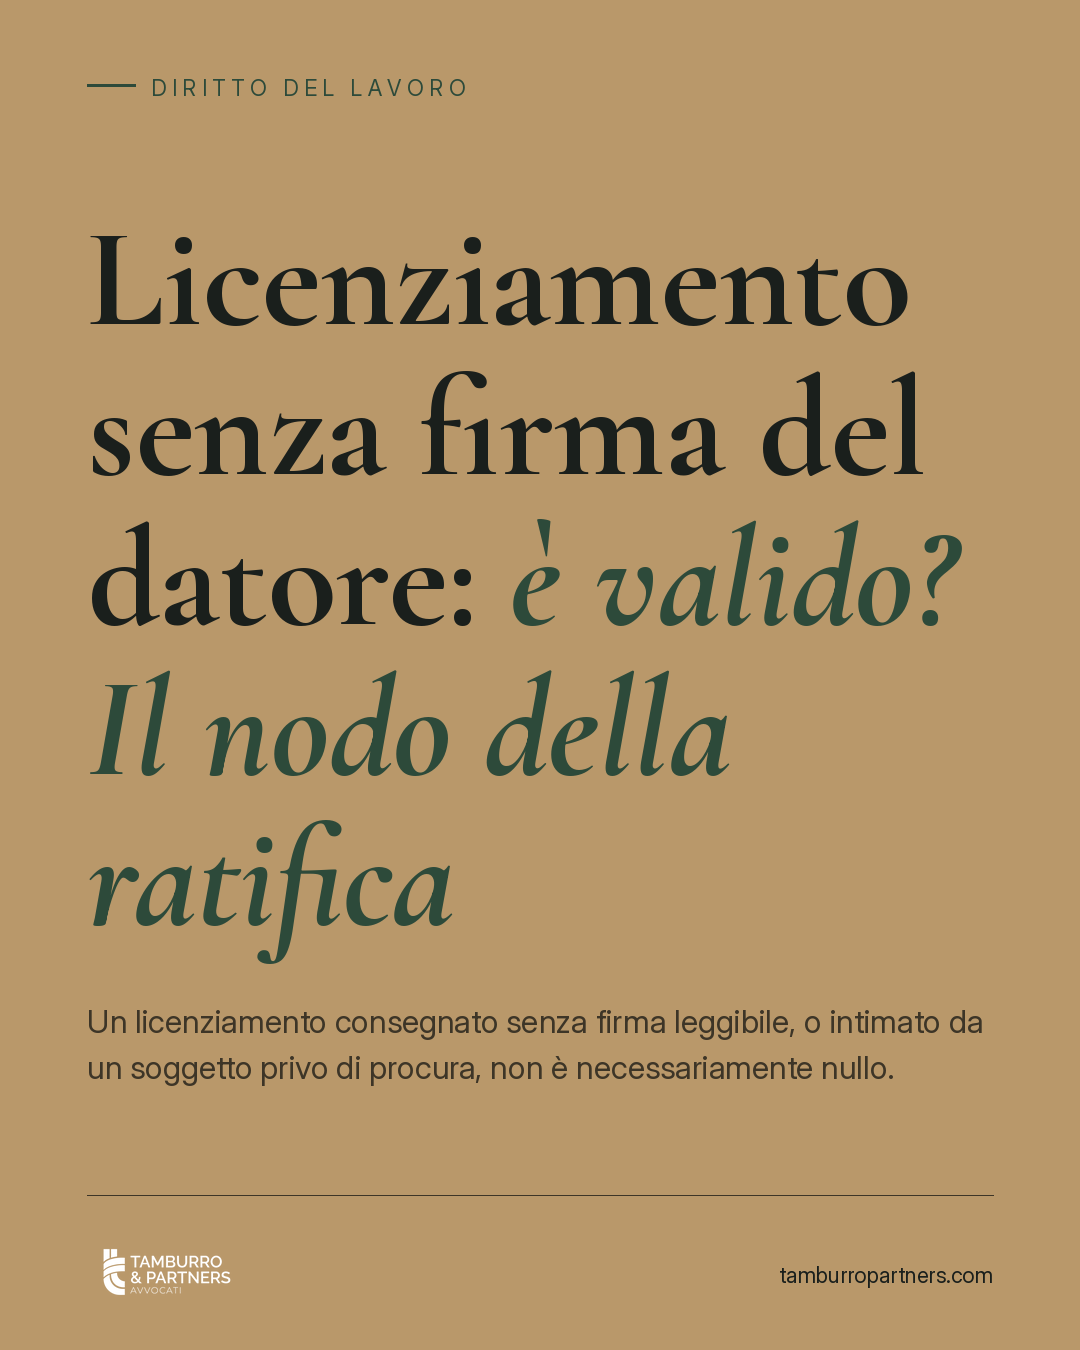 DIRITTO DEL LAVORO
Licenziamento
senza firma del
datore: è valido?
Il nodo della
ratifica
Un licenziamento consegnato senza firma leggibile, o intimato da
un soggetto privo di procura, non è necessariamente nullo.
TAMBURRO
& PARTNERS
AVVOCATI
tamburropartners.com